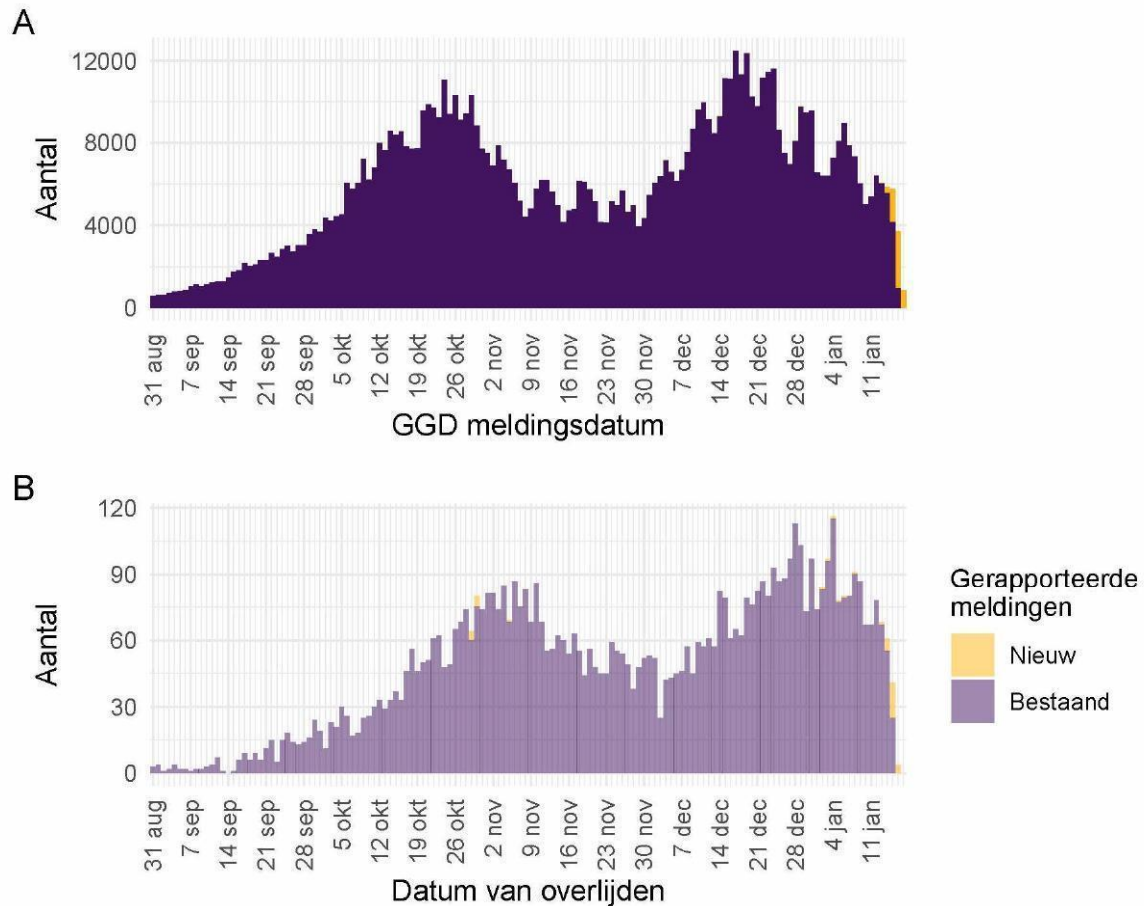 A
12000
8000
4000
0
Aantal
31 aug
7 sep
14 sep
21 sep
28 sep
5 okt
12 okt
19 okt
26 okt
2 nov
9 nov
16 nov
23 nov
30 nov
7 dec
14 dec
21 dec
28 dec
4 jan
11 jan
GGD meldingsdatum
B
120
90
60
30
0
Aantal
31 aug
7 sep
14 sep
21 sep
28 sep
5 okt
12 okt
19 okt
26 okt
2 nov
9 nov
16 nov
23 nov
30 nov
7 dec
14 dec
21 dec
28 dec
4 jan
11 jan
Datum van overlijden
Gerapporteerde
meldingen
Nieuw
Bestaand